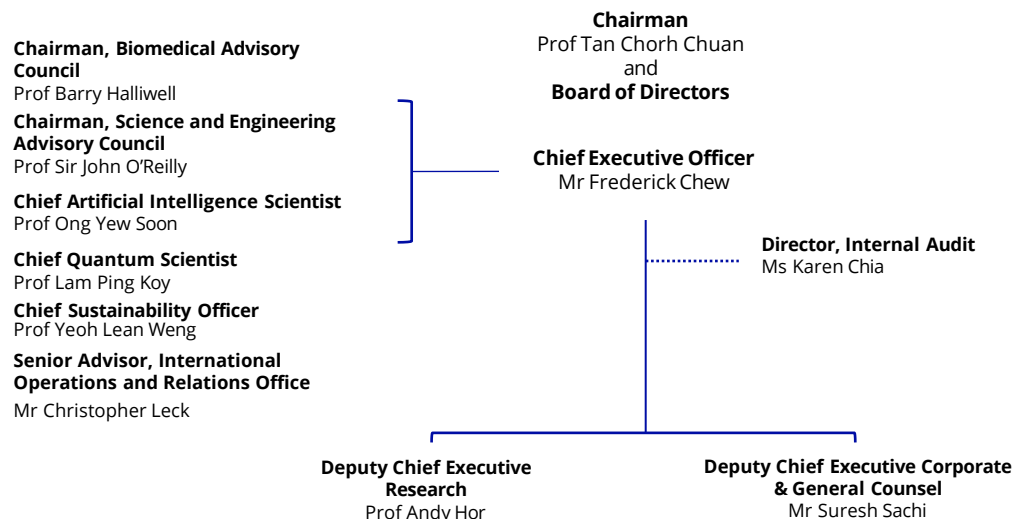 Chairman
Prof Tan Chorh Chuan
and
Board of Directors
Chairman, Biomedical Advisory
Council
Prof Barry Halliwell
Chairman, Science and Engineering
Advisory Council
Prof Sir John O’Reilly
Chief Artificial Intelligence Scientist
Prof Ong Yew Soon
Chief Quantum Scientist
Prof Lam Ping Koy
Chief Sustainability Officer
Prof Yeoh Lean Weng
Senior Advisor, International
Operations and Relations Office
Mr Christopher Leck
Chief Executive Officer
Mr Frederick Chew
Director, Internal Audit
Ms Karen Chia
Deputy Chief Executive
Research
Prof Andy Hor
Deputy Chief Executive Corporate
& General Counsel
Mr Suresh Sachi